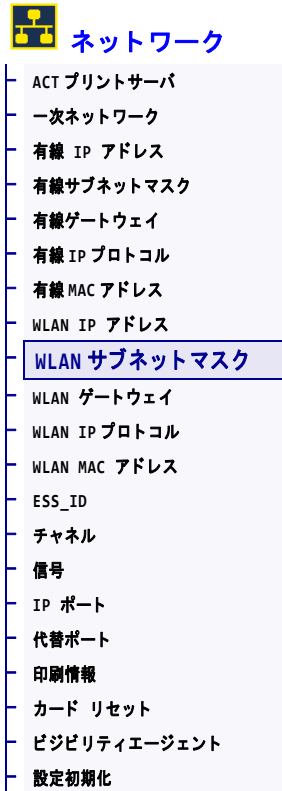 ネットワーク
ACT プリントサーバ
一次ネットワーク
有線 IP アドレス
有線サブネットマスク
有線ゲートウェイ
有線 IP プロトコル
有線 MAC アドレス
WLAN IP アドレス
WLAN サブネットマスク
WLAN ゲートウェイ
WLAN IP プロトコル
WLAN MAC アドレス
ESS_ID
チャネル
信号
IP ポート
代替ポート
印刷情報
カード リセット
ビジビリティエージェント
設定初期化